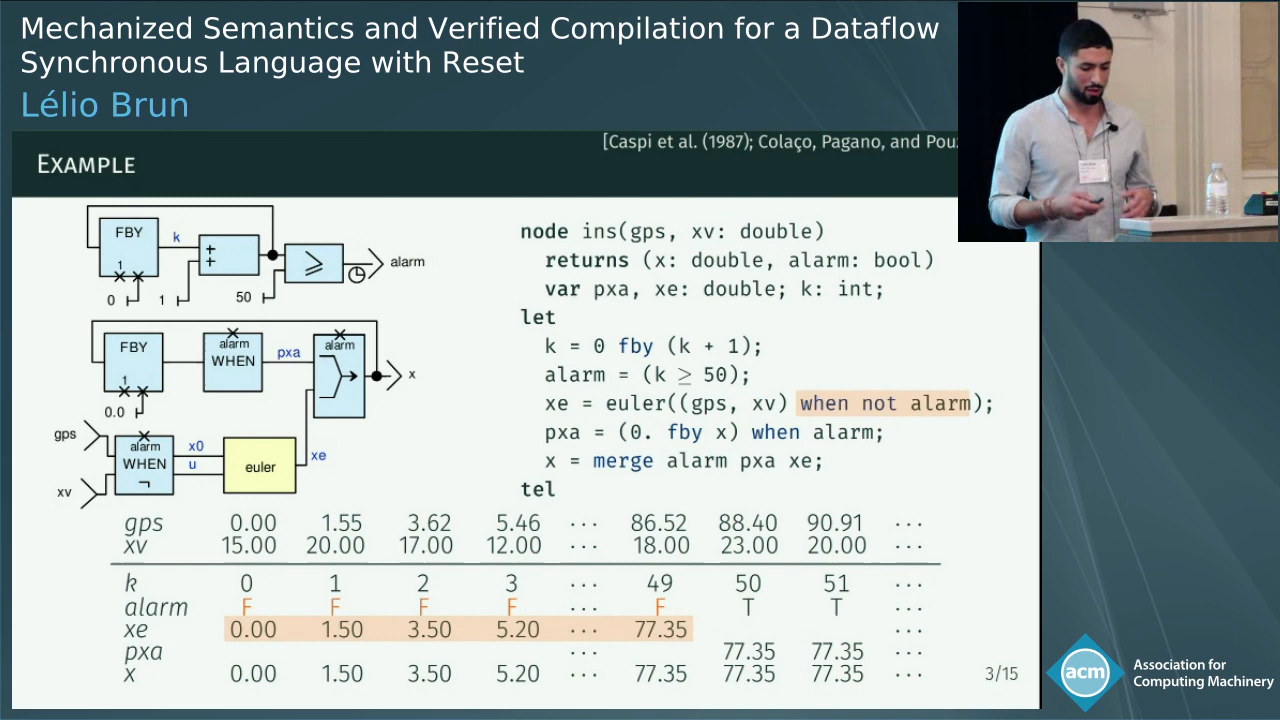 Mechanized Semantics and Verified Compilation for a Dataflow
Synchronous Language with Reset
Lélio Brun
[Caspi et al. (1987); Colaço, Pagano, and Pouz
EXAMPLE
FBY
k
1
0
1
+
+
50
≥
alarm
FBY
1
0.0
alarm
WHEN
pxa
alarm
x
gps
xv
alarm
WHEN
¬
x0
u
euler
xe
node ins(gps, xv: double)
returns (x: double, alarm: bool)
var pxa, xe: double; k: int;
let
k = 0 fby (k + 1);
alarm = (k ≥ 50);
xe = euler((gps, xv) when not alarm);
pxa = (0. fby x) when alarm;
x = merge alarm pxa xe;
tel
gps 0.00 1.55 3.62 5.46 ··· 86.52 88.40 90.91 ···
xv 15.00 20.00 17.00 12.00 ··· 18.00 23.00 20.00 ···
k 0 1 2 3 ··· 49 50 51 ···
alarm F F F F ··· F T T ···
xe 0.00 1.50 3.50 5.20 ··· 77.35 ···
pxa ··· 77.35 77.35 ···
x 0.00 1.50 3.50 5.20 ··· 77.35 77.35 77.35 ···
3/15
acm
Association for
Computing Machinery